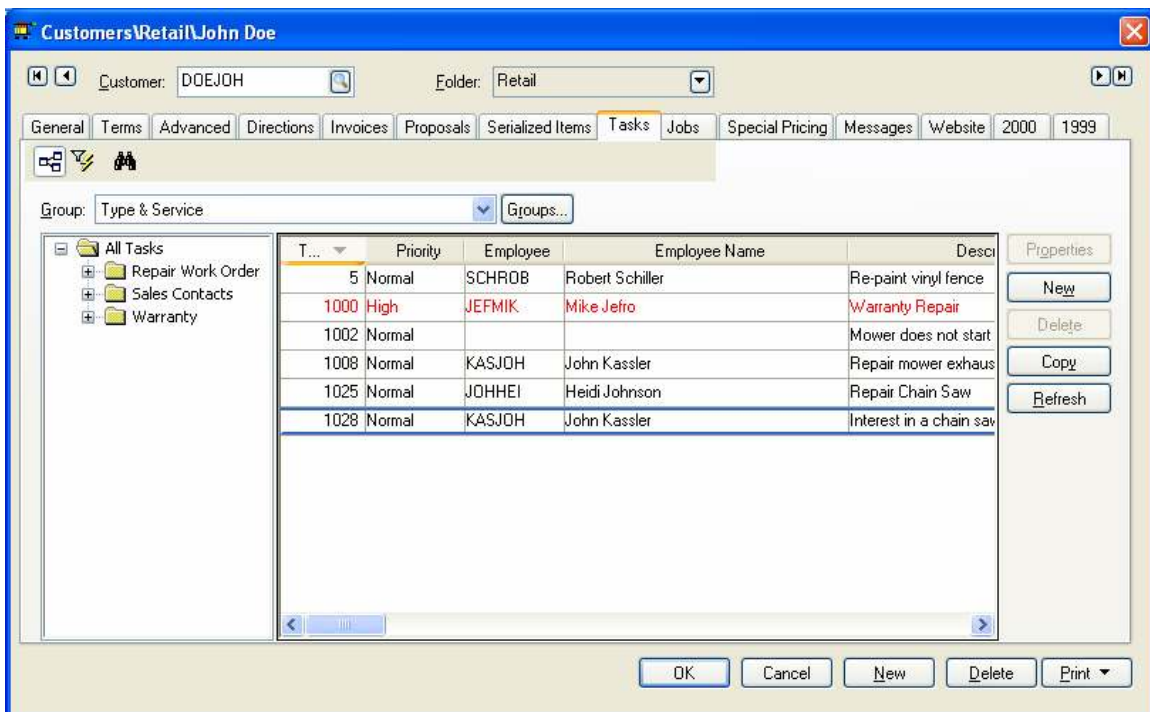 Customers\Retail\John Doe
Customer: DOEJOH Folder: Retail
General Terms Advanced Directions Invoices Proposals Serialized Items Tasks Jobs Special Pricing Messages Website 2000 1999
Group: Type & Service Groups...
All Tasks
Repair Work Order
Sales Contacts
Warranty
T... Priority Employee Employee Name Descri
5 Normal SCHROB Robert Schiller Re-paint vinyl fence
1000 High JEFMIK Mike Jefro Warranty Repair
1002 Normal Mower does not start
1008 Normal KASJOH John Kassler Repair mower exhaus
1025 Normal JOHHEI Heidi Johnson Repair Chain Saw
1028 Normal KASJOH John Kassler Interest in a chain saw
Properties
New
Delete
Copy
Refresh
OK Cancel New Delete Print